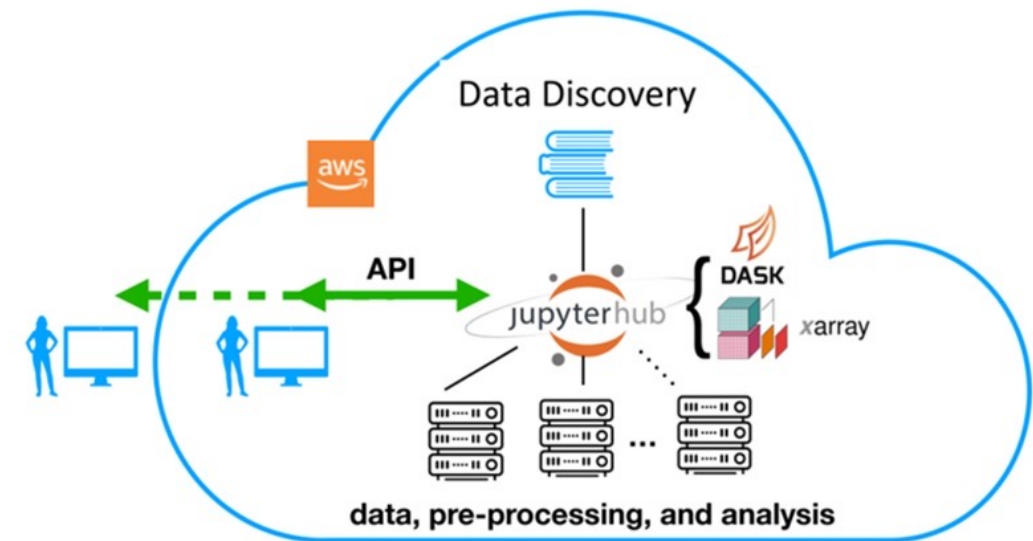 Data Discovery
aws
API
jupyterhub
DASK
xarray
...
data, pre-processing, and analysis